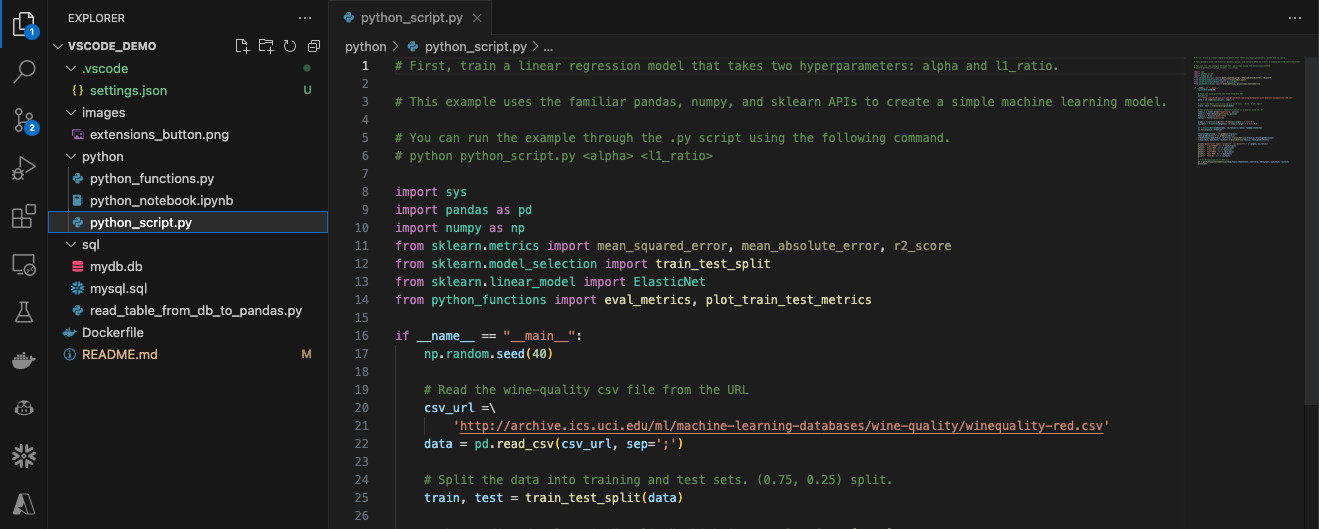 EXPLORER
VSCODE_DEMO
.vscode
settings.json U
images
extensions_button.png
python
python_functions.py
python_notebook.ipynb
python_script.py
sql
mydb.db
mysql.sql
read_table_from_db_to_pandas.py
Dockerfile
README.md M
1
2
python_script.py
python > python_script.py > ...
1 # First, train a linear regression model that takes two hyperparameters: alpha and l1_ratio.
2
3 # This example uses the familiar pandas, numpy, and sklearn APIs to create a simple machine learning model.
4
5 # You can run the example through the .py script using the following command.
6 # python python_script.py <alpha> <l1_ratio>
7
8 import sys
9 import pandas as pd
10 import numpy as np
11 from sklearn.metrics import mean_squared_error, mean_absolute_error, r2_score
12 from sklearn.model_selection import train_test_split
13 from sklearn.linear_model import ElasticNet
14 from python_functions import eval_metrics, plot_train_test_metrics
15
16 if __name__ == "__main__":
17 np.random.seed(40)
18
19 # Read the wine-quality csv file from the URL
20 csv_url =\
21 'http://archive.ics.uci.edu/ml/machine-learning-databases/wine-quality/winequality-red.csv'
22 data = pd.read_csv(csv_url, sep=';')
23
24 # Split the data into training and test sets. (0.75, 0.25) split.
25 train, test = train_test_split(data)
26